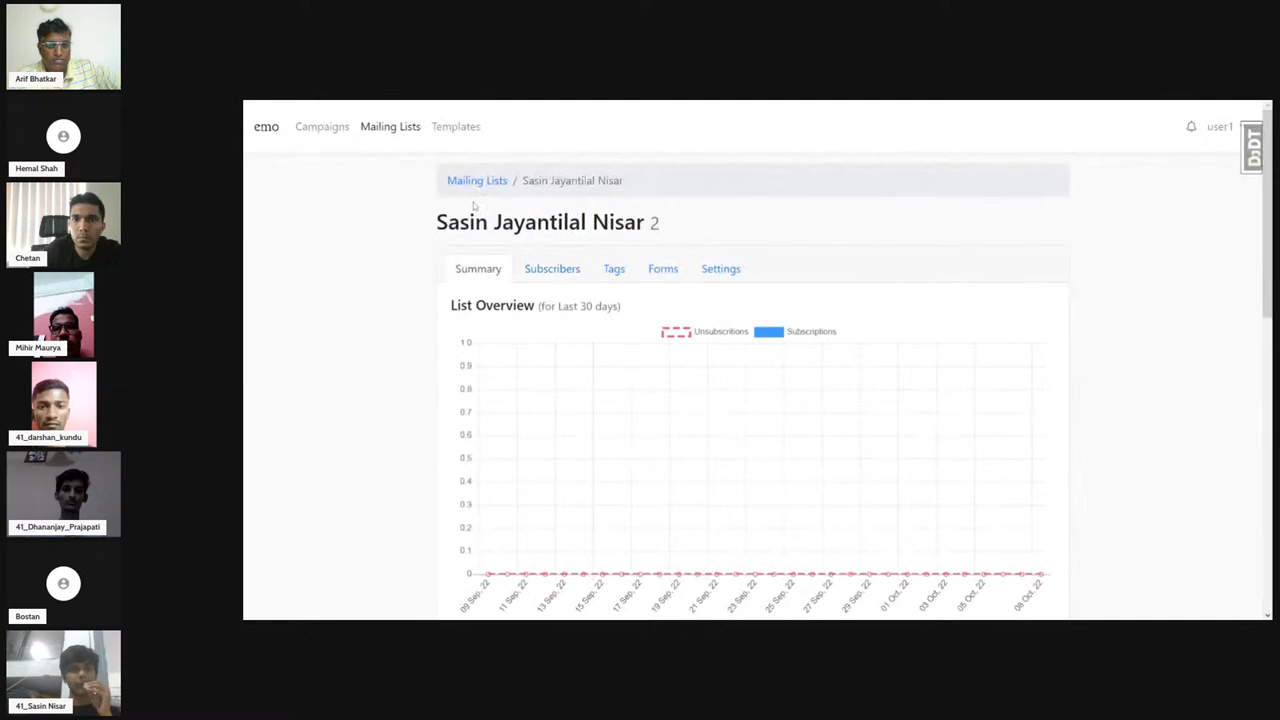 Arif Bhatkar
Hemal Shah
Chetan
Mihir Maurya
41_darshan_kundu
41_Dhananjay_Prajapati
Bostan
41_Sasin Nisar
emo Campaigns Mailing Lists Templates user1
DjDT
Mailing Lists / Sasin Jayantilal Nisar
Sasin Jayantilal Nisar 2
Summary Subscribers Tags Forms Settings
List Overview (for Last 30 days)
Unsubscritions Subscriptions
1.0
0.9
0.8
0.7
0.6
0.5
0.4
0.3
0.2
0.1
0
09 Sep, 22 11 Sep, 22 13 Sep, 22 15 Sep, 22 17 Sep, 22 19 Sep, 22 21 Sep, 22 23 Sep, 22 25 Sep, 22 27 Sep, 22 29 Sep, 22 01 Oct, 22 03 Oct, 22 05 Oct, 22 08 Oct, 22